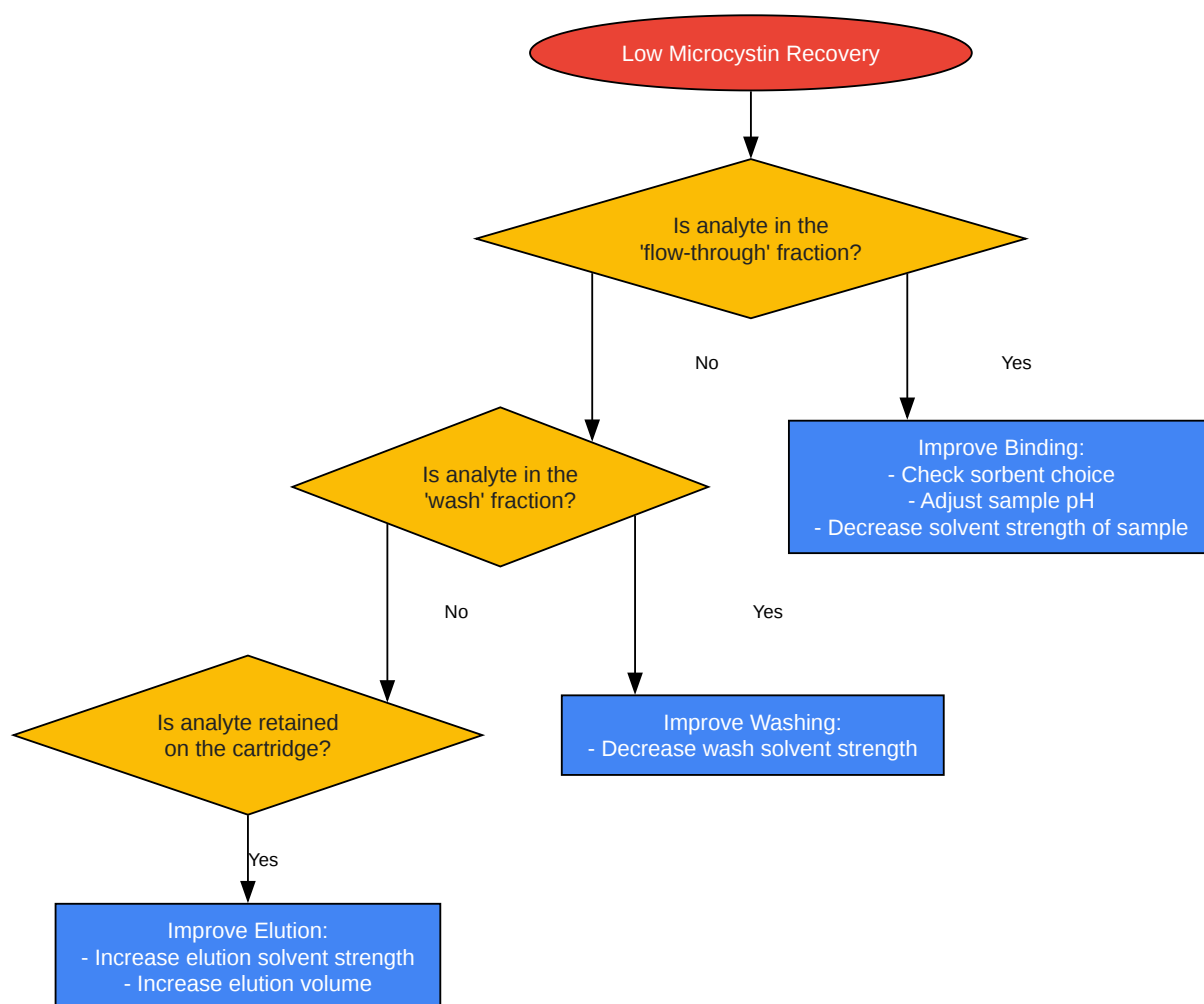 Low Microcystin Recovery
Is analyte in the
'flow-through' fraction?
No
Yes
Is analyte in the
'wash' fraction?
Improve Binding:
- Check sorbent choice
- Adjust sample pH
- Decrease solvent strength of sample
No
Yes
Is analyte retained
on the cartridge?
Improve Washing:
- Decrease wash solvent strength
Yes
Improve Elution:
- Increase elution solvent strength
- Increase elution volume